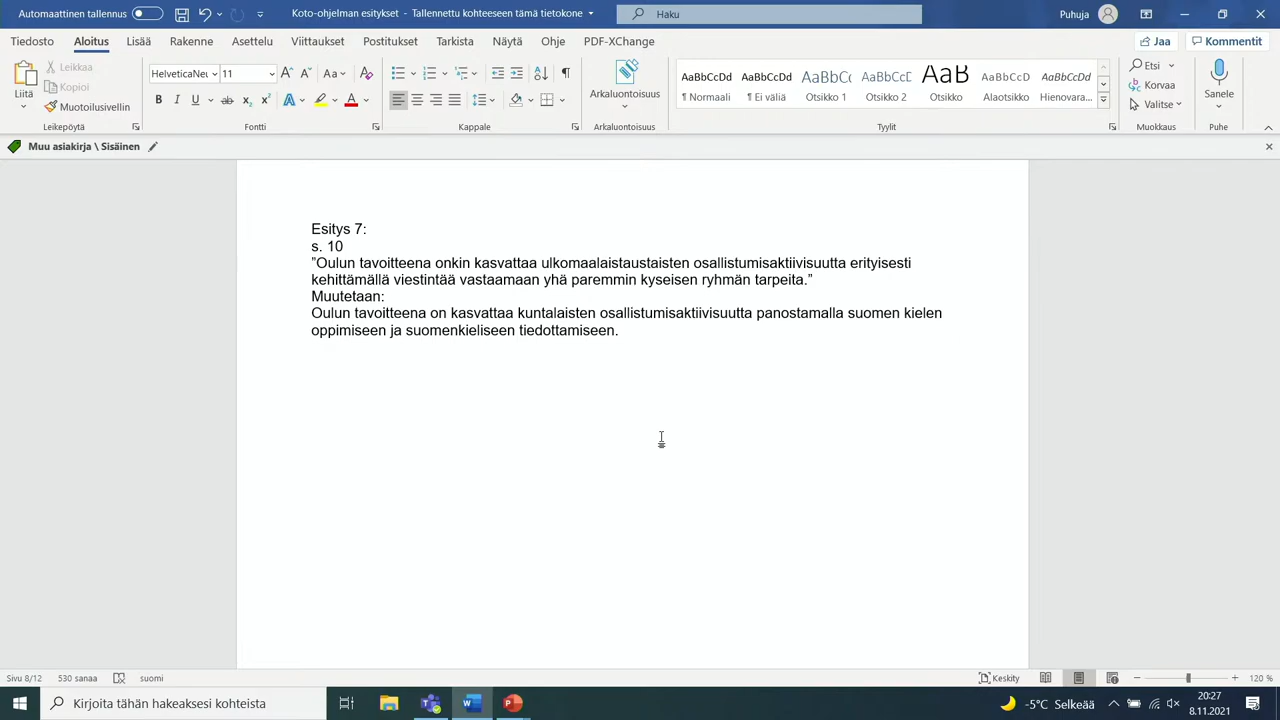 Automaattinen tallennus
Koto-ohjelman esitykset - Tallennettu kohteeseen tämä tietokone
Haku
Puhuja
Tiedosto Aloitus Lisää Rakenne Asettelu Viittaukset Postitukset Tarkista Näytä Ohje PDF-XChange
Jaa Kommentit
Liitä
Leikkaa
Kopioi
Muotoilusivellin
Leikepöytä
HelveticaNeu 11
Fontti
Kappale
Arkaluontoisuus
Arkaluontoisuus
AaBbCcDd AaBbCcDd AaBbCc AaBbCcD AaB AaBbCcD AaBbCcDd
¶ Normaali ¶ Ei väliä Otsikko 1 Otsikko 2 Otsikko Alaotsikko Hienovara...
Tyylit
Etsi
Korvaa
Valitse
Muokkaus
Sanele
Puhe
Muu asiakirja \ Sisäinen
Esitys 7:
s. 10
”Oulun tavoitteena onkin kasvattaa ulkomaalaistaustaisten osallistumisaktiivisuutta erityisesti
kehittämällä viestintää vastaamaan yhä paremmin kyseisen ryhmän tarpeita.”
Muutetaan:
Oulun tavoitteena on kasvattaa kuntalaisten osallistumisaktiivisuutta panostamalla suomen kielen
oppimiseen ja suomenkieliseen tiedottamiseen.
Sivu 8/12 530 sanaa suomi
Keskity
120 %
Kirjoita tähän hakeaksesi kohteista
-5°C Selkeää
20:27
8.11.2021